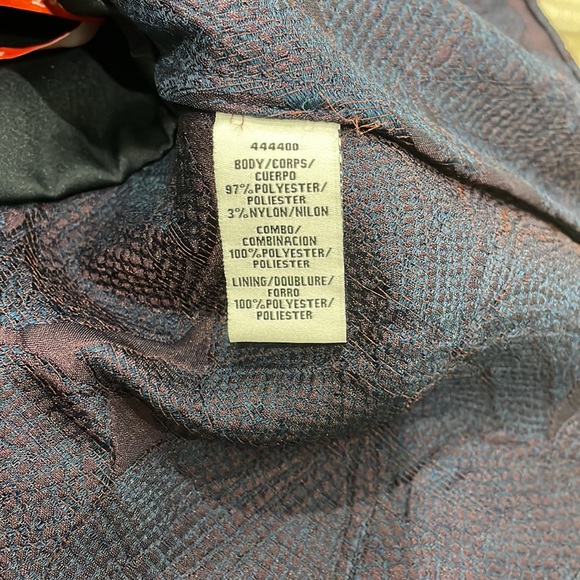 444400
BODY/CORPS/
CUERPO
97%POLYESTER/
POLIESTER
3%NYLON/NILON
COMBO/
COMBINACION
100%POLYESTER/
POLIESTER
LINING/DOUBLURE/
FORRO
100%POLYESTER/
POLIESTER